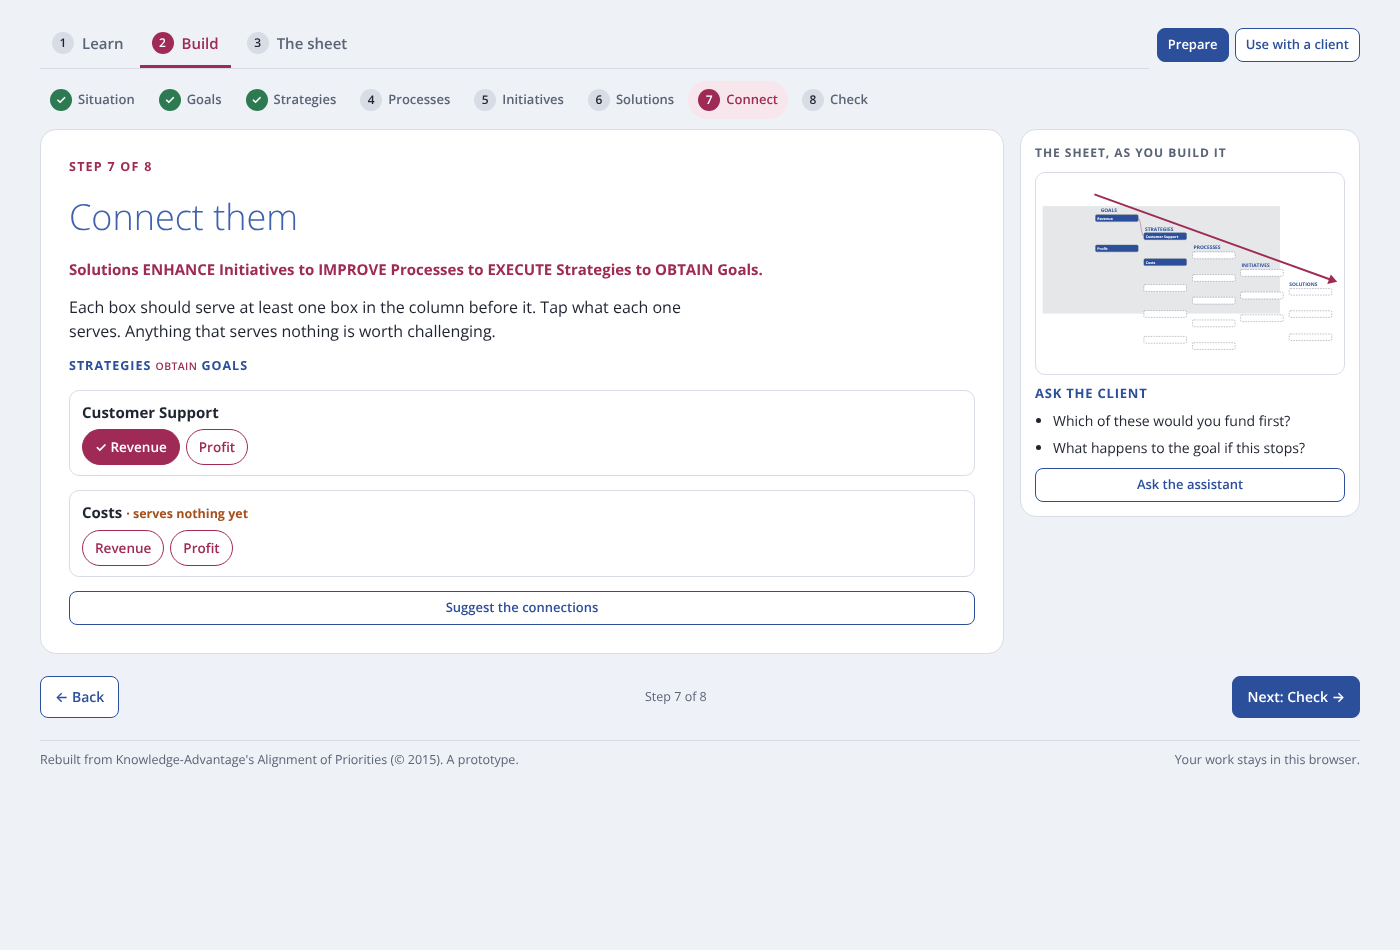 1 Learn
2 Build
3 The sheet
Prepare
Use with a client
Situation
Goals
Strategies
4 Processes
5 Initiatives
6 Solutions
7 Connect
8 Check
STEP 7 OF 8
Connect them
Solutions ENHANCE Initiatives to IMPROVE Processes to EXECUTE Strategies to OBTAIN Goals.
Each box should serve at least one box in the column before it. Tap what each one
serves. Anything that serves nothing is worth challenging.
STRATEGIES OBTAIN GOALS
Customer Support
✓ Revenue
Profit
Costs · serves nothing yet
Revenue
Profit
Suggest the connections
THE SHEET, AS YOU BUILD IT
GOALS
Revenue
STRATEGIES
Customer Support
Profit
PROCESSES
Costs
INITIATIVES
SOLUTIONS
ASK THE CLIENT
• Which of these would you fund first?
• What happens to the goal if this stops?
Ask the assistant
← Back
Step 7 of 8
Next: Check →
Rebuilt from Knowledge-Advantage's Alignment of Priorities (© 2015). A prototype.
Your work stays in this browser.